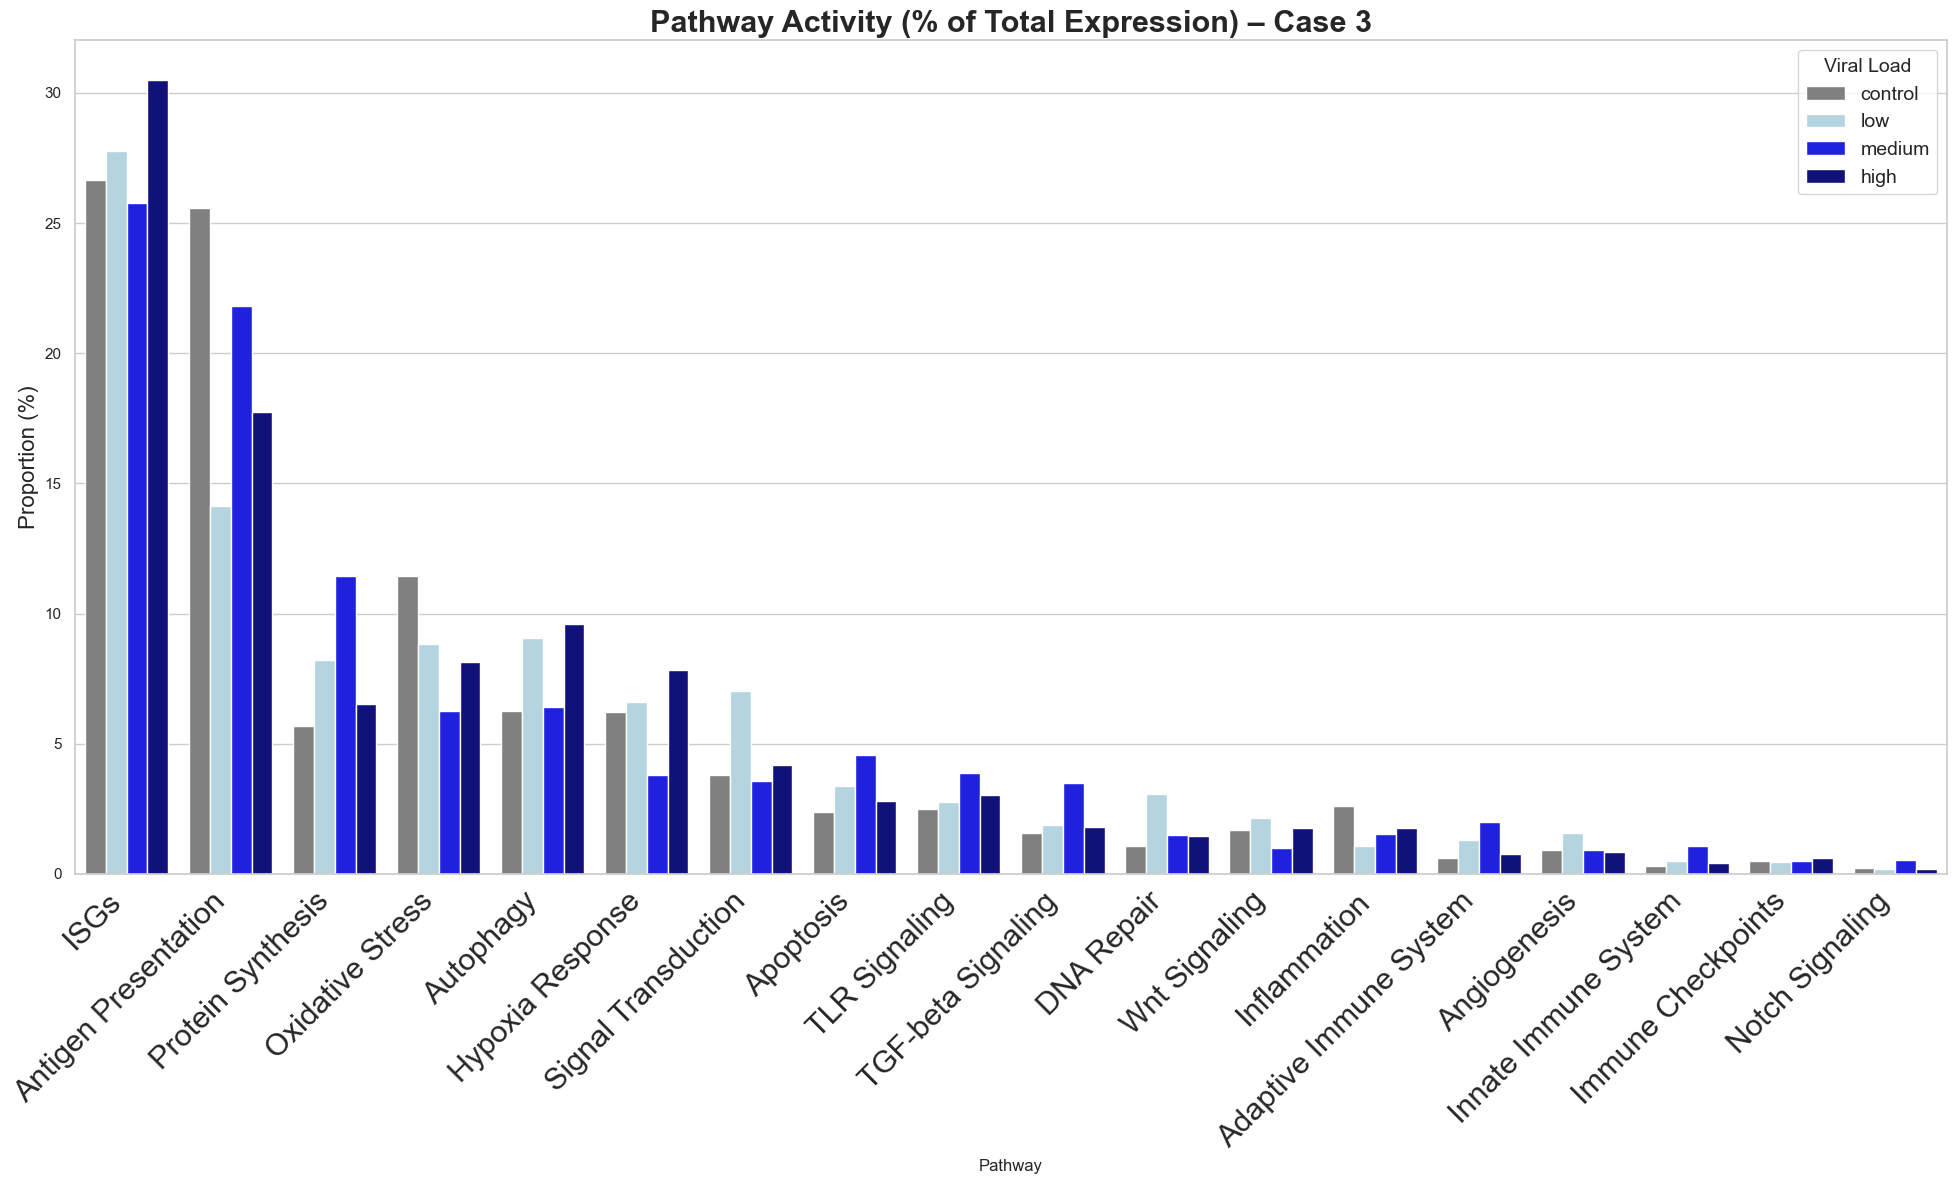 Pathway Activity (% of Total Expression) – Case 3
Viral Load
control
low
medium
high
Proportion (%)
30
25
20
15
10
5
0
ISGs
Antigen Presentation
Protein Synthesis
Oxidative Stress
Autophagy
Hypoxia Response
Signal Transduction
Apoptosis
TLR Signaling
TGF-beta Signaling
DNA Repair
Wnt Signaling
Inflammation
Adaptive Immune System
Angiogenesis
Innate Immune System
Immune Checkpoints
Notch Signaling
Pathway